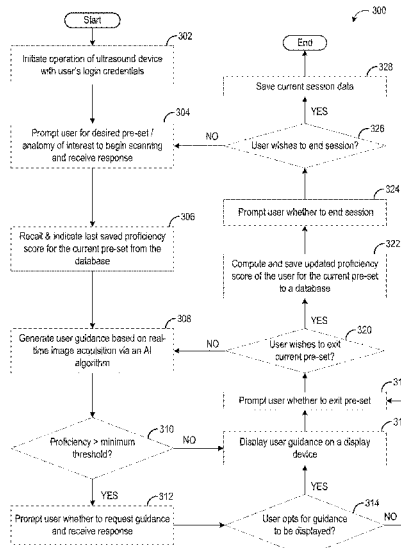 300
Start
302
Initiate operation of ultrasound device
with user's login credentials
304
Prompt user for desired pre-set /
anatomy of interest to begin scanning
and receive response
306
Recall & indicate last saved proficiency
score for the current pre-set from the
database
308
Generate user guidance based on real-
time image acquisition via an AI
algorithm
310
Proficiency > minimum
threshold?
NO
YES
312
Prompt user whether to request guidance
and receive response
314
User opts for guidance
to be displayed?
NO
YES
31
Display user guidance on a display
device
31
Prompt user whether to exit pre-set
320
User wishes to exit
current pre-set?
NO
YES
322
Compute and save updated proficiency
score of the user for the current pre-set
to a database
324
Prompt user whether to end session
326
User wishes to end session?
NO
YES
328
Save current session data
End